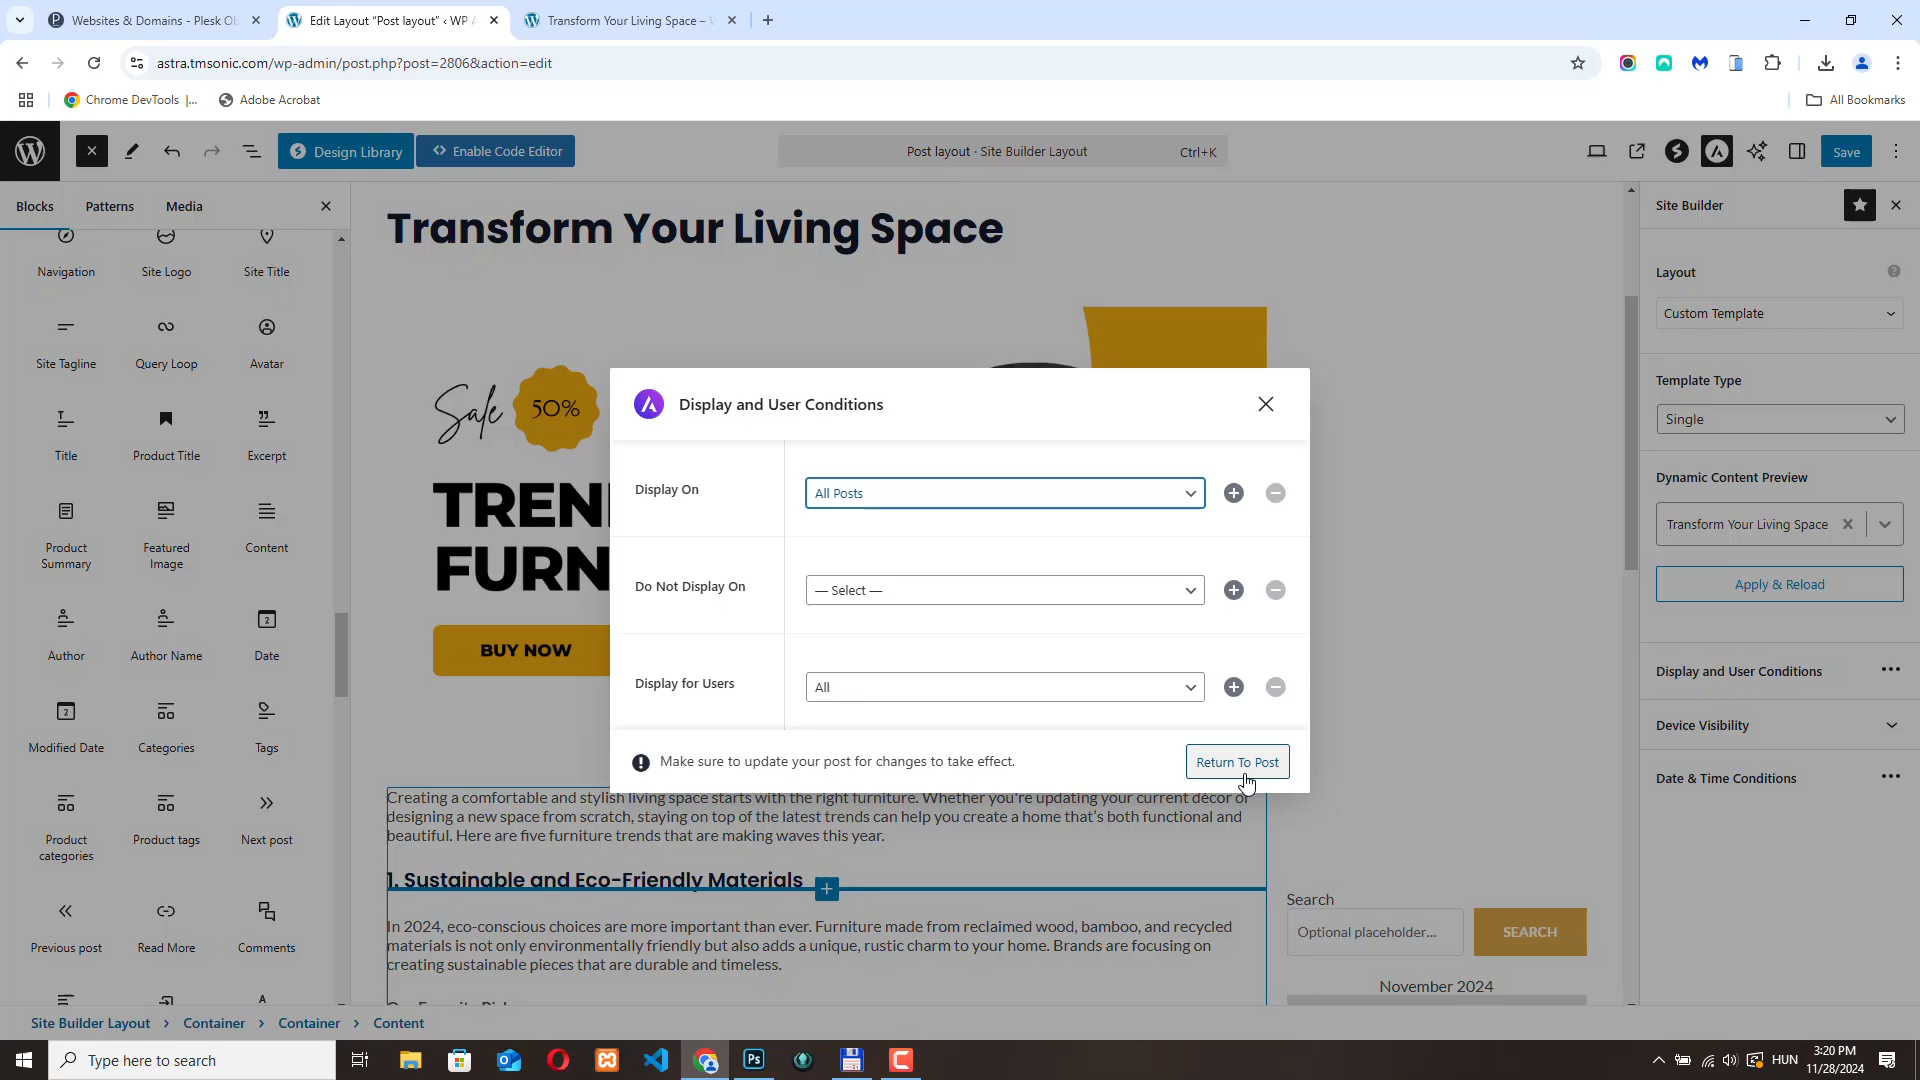 Websites & Domains - Plesk Ob
Edit Layout “Post layout” ‹ WP A
Transform Your Living Space – W
astra.tmsonic.com/wp-admin/post.php?post=2806&action=edit
Chrome DevTools |...
Adobe Acrobat
All Bookmarks
Design Library
Enable Code Editor
Post layout · Site Builder Layout
Ctrl+K
Save
Blocks
Patterns
Media
Navigation
Site Logo
Site Title
Site Tagline
Query Loop
Avatar
Title
Product Title
Excerpt
Product Summary
Featured Image
Content
Author
Author Name
Date
Modified Date
Categories
Tags
Product categories
Product tags
Next post
Previous post
Read More
Comments
Transform Your Living Space
Sale
50%
TREN
FURN
BUY NOW
Display and User Conditions
Display On
All Posts
Do Not Display On
— Select —
Display for Users
All
Make sure to update your post for changes to take effect.
Return To Post
Creating a comfortable and stylish living space starts with the right furniture. Whether you're updating your current décor or
designing a new space from scratch, staying on top of the latest trends can help you create a home that’s both functional and
beautiful. Here are five furniture trends that are making waves this year.
1. Sustainable and Eco-Friendly Materials
In 2024, eco-conscious choices are more important than ever. Furniture made from reclaimed wood, bamboo, and recycled
materials is not only environmentally friendly but also adds a unique, rustic charm to your home. Brands are focusing on
creating sustainable pieces that are durable and timeless.
Search
Optional placeholder...
SEARCH
November 2024
Site Builder
Layout
Custom Template
Template Type
Single
Dynamic Content Preview
Transform Your Living Space
Apply & Reload
Display and User Conditions
Device Visibility
Date & Time Conditions
Site Builder Layout
Container
Container
Content
Type here to search
HUN
3:20 PM
11/28/2024